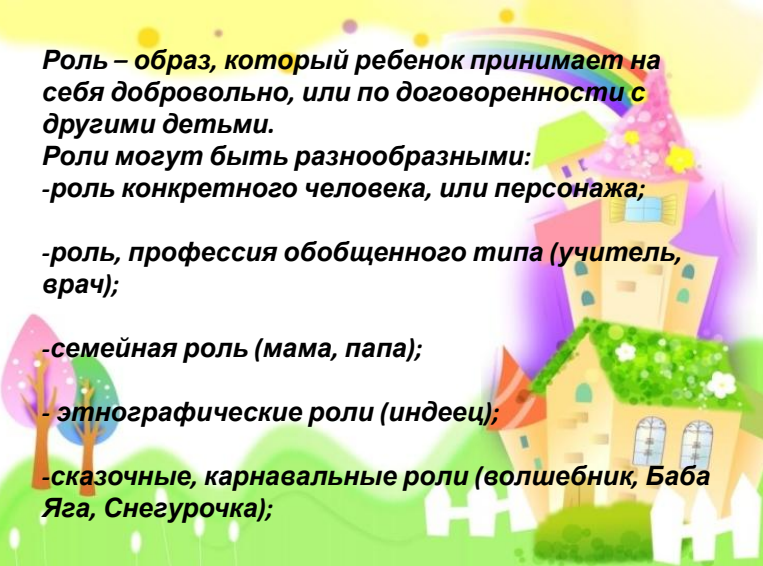 Роль – образ, который ребенок принимает на
себя добровольно, или по договоренности с
другими детьми.
Роли могут быть разнообразными:
-роль конкретного человека, или персонажа;
-роль, профессия обобщенного типа (учитель,
врач);
-семейная роль (мама, папа);
- этнографические роли (индеец);
-сказочные, карнавальные роли (волшебник, Баба
Яга, Снегурочка);